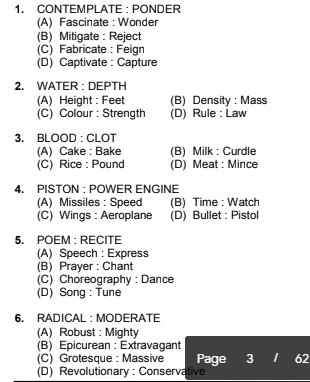 1. CONTEMPLATE : PONDER
(A) Fascinate : Wonder
(B) Mitigate : Reject
(C) Fabricate : Feign
(D) Captivate : Capture
2. WATER : DEPTH
(A) Height : Feet (B) Density : Mass
(C) Colour : Strength (D) Rule : Law
3. BLOOD : CLOT
(A) Cake : Bake (B) Milk : Curdle
(C) Rice : Pound (D) Meat : Mince
4. PISTON : POWER ENGINE
(A) Missiles : Speed (B) Time : Watch
(C) Wings : Aeroplane (D) Bullet : Pistol
5. POEM : RECITE
(A) Speech : Express
(B) Prayer : Chant
(C) Choreography : Dance
(D) Song : Tune
6. RADICAL : MODERATE
(A) Robust : Mighty
(B) Epicurean : Extravagant
(C) Grotesque : Massive
(D) Revolutionary : Conservative
Page 3 / 62